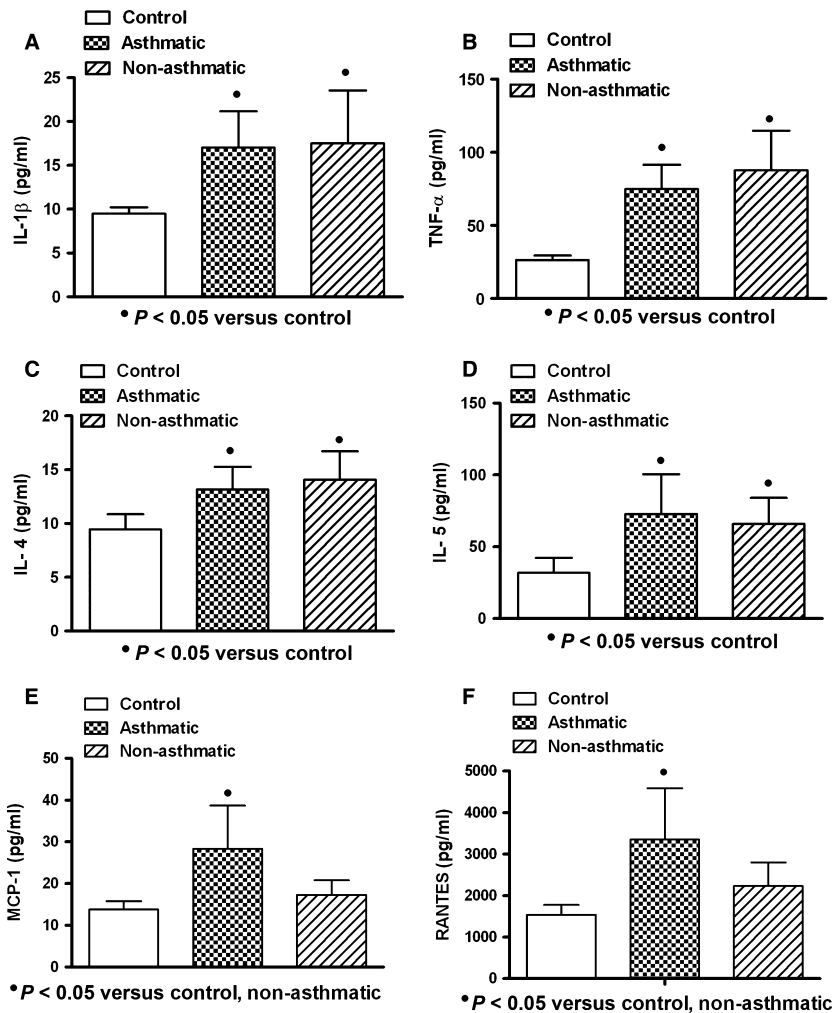 A
Control
Asthmatic
Non-asthmatic
25
20
15
10
5
0
IL-1β (pg/ml)
• P < 0.05 versus control
B
Control
Asthmatic
Non-asthmatic
150
100
50
0
TNF-α (pg/ml)
• P < 0.05 versus control
C
Control
Asthmatic
Non-asthmatic
20
15
10
5
0
IL- 4 (pg/ml)
• P < 0.05 versus control
D
Control
Asthmatic
Non-asthmatic
150
100
50
0
IL- 5 (pg/ml)
• P < 0.05 versus control
E
Control
Asthmatic
Non-asthmatic
50
40
30
20
10
0
MCP-1 (pg/ml)
• P < 0.05 versus control, non-asthmatic
F
Control
Asthmatic
Non-asthmatic
5000
4000
3000
2000
1000
0
RANTES (pg/ml)
• P < 0.05 versus control, non-asthmatic